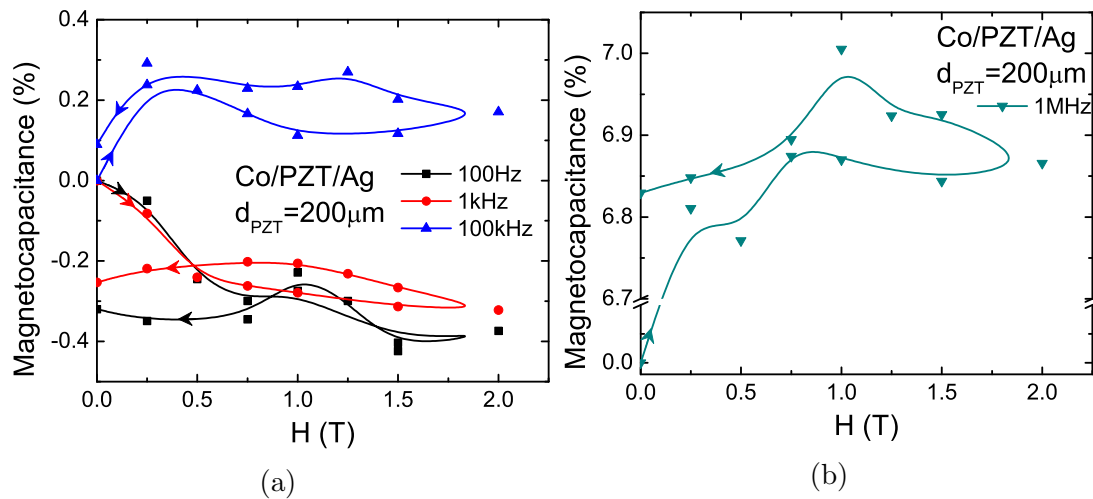 0.4
0.2
0.0
-0.2
-0.4
Magnetocapacitance (%)
Co/PZT/Ag
d_PZT=200μm
100Hz
1kHz
100kHz
0.0 0.5 1.0 1.5 2.0
H (T)
(a)
7.0
6.9
6.8
6.7
0.0
Magnetocapacitance (%)
Co/PZT/Ag
d_PZT=200μm
1MHz
0.0 0.5 1.0 1.5 2.0
H (T)
(b)